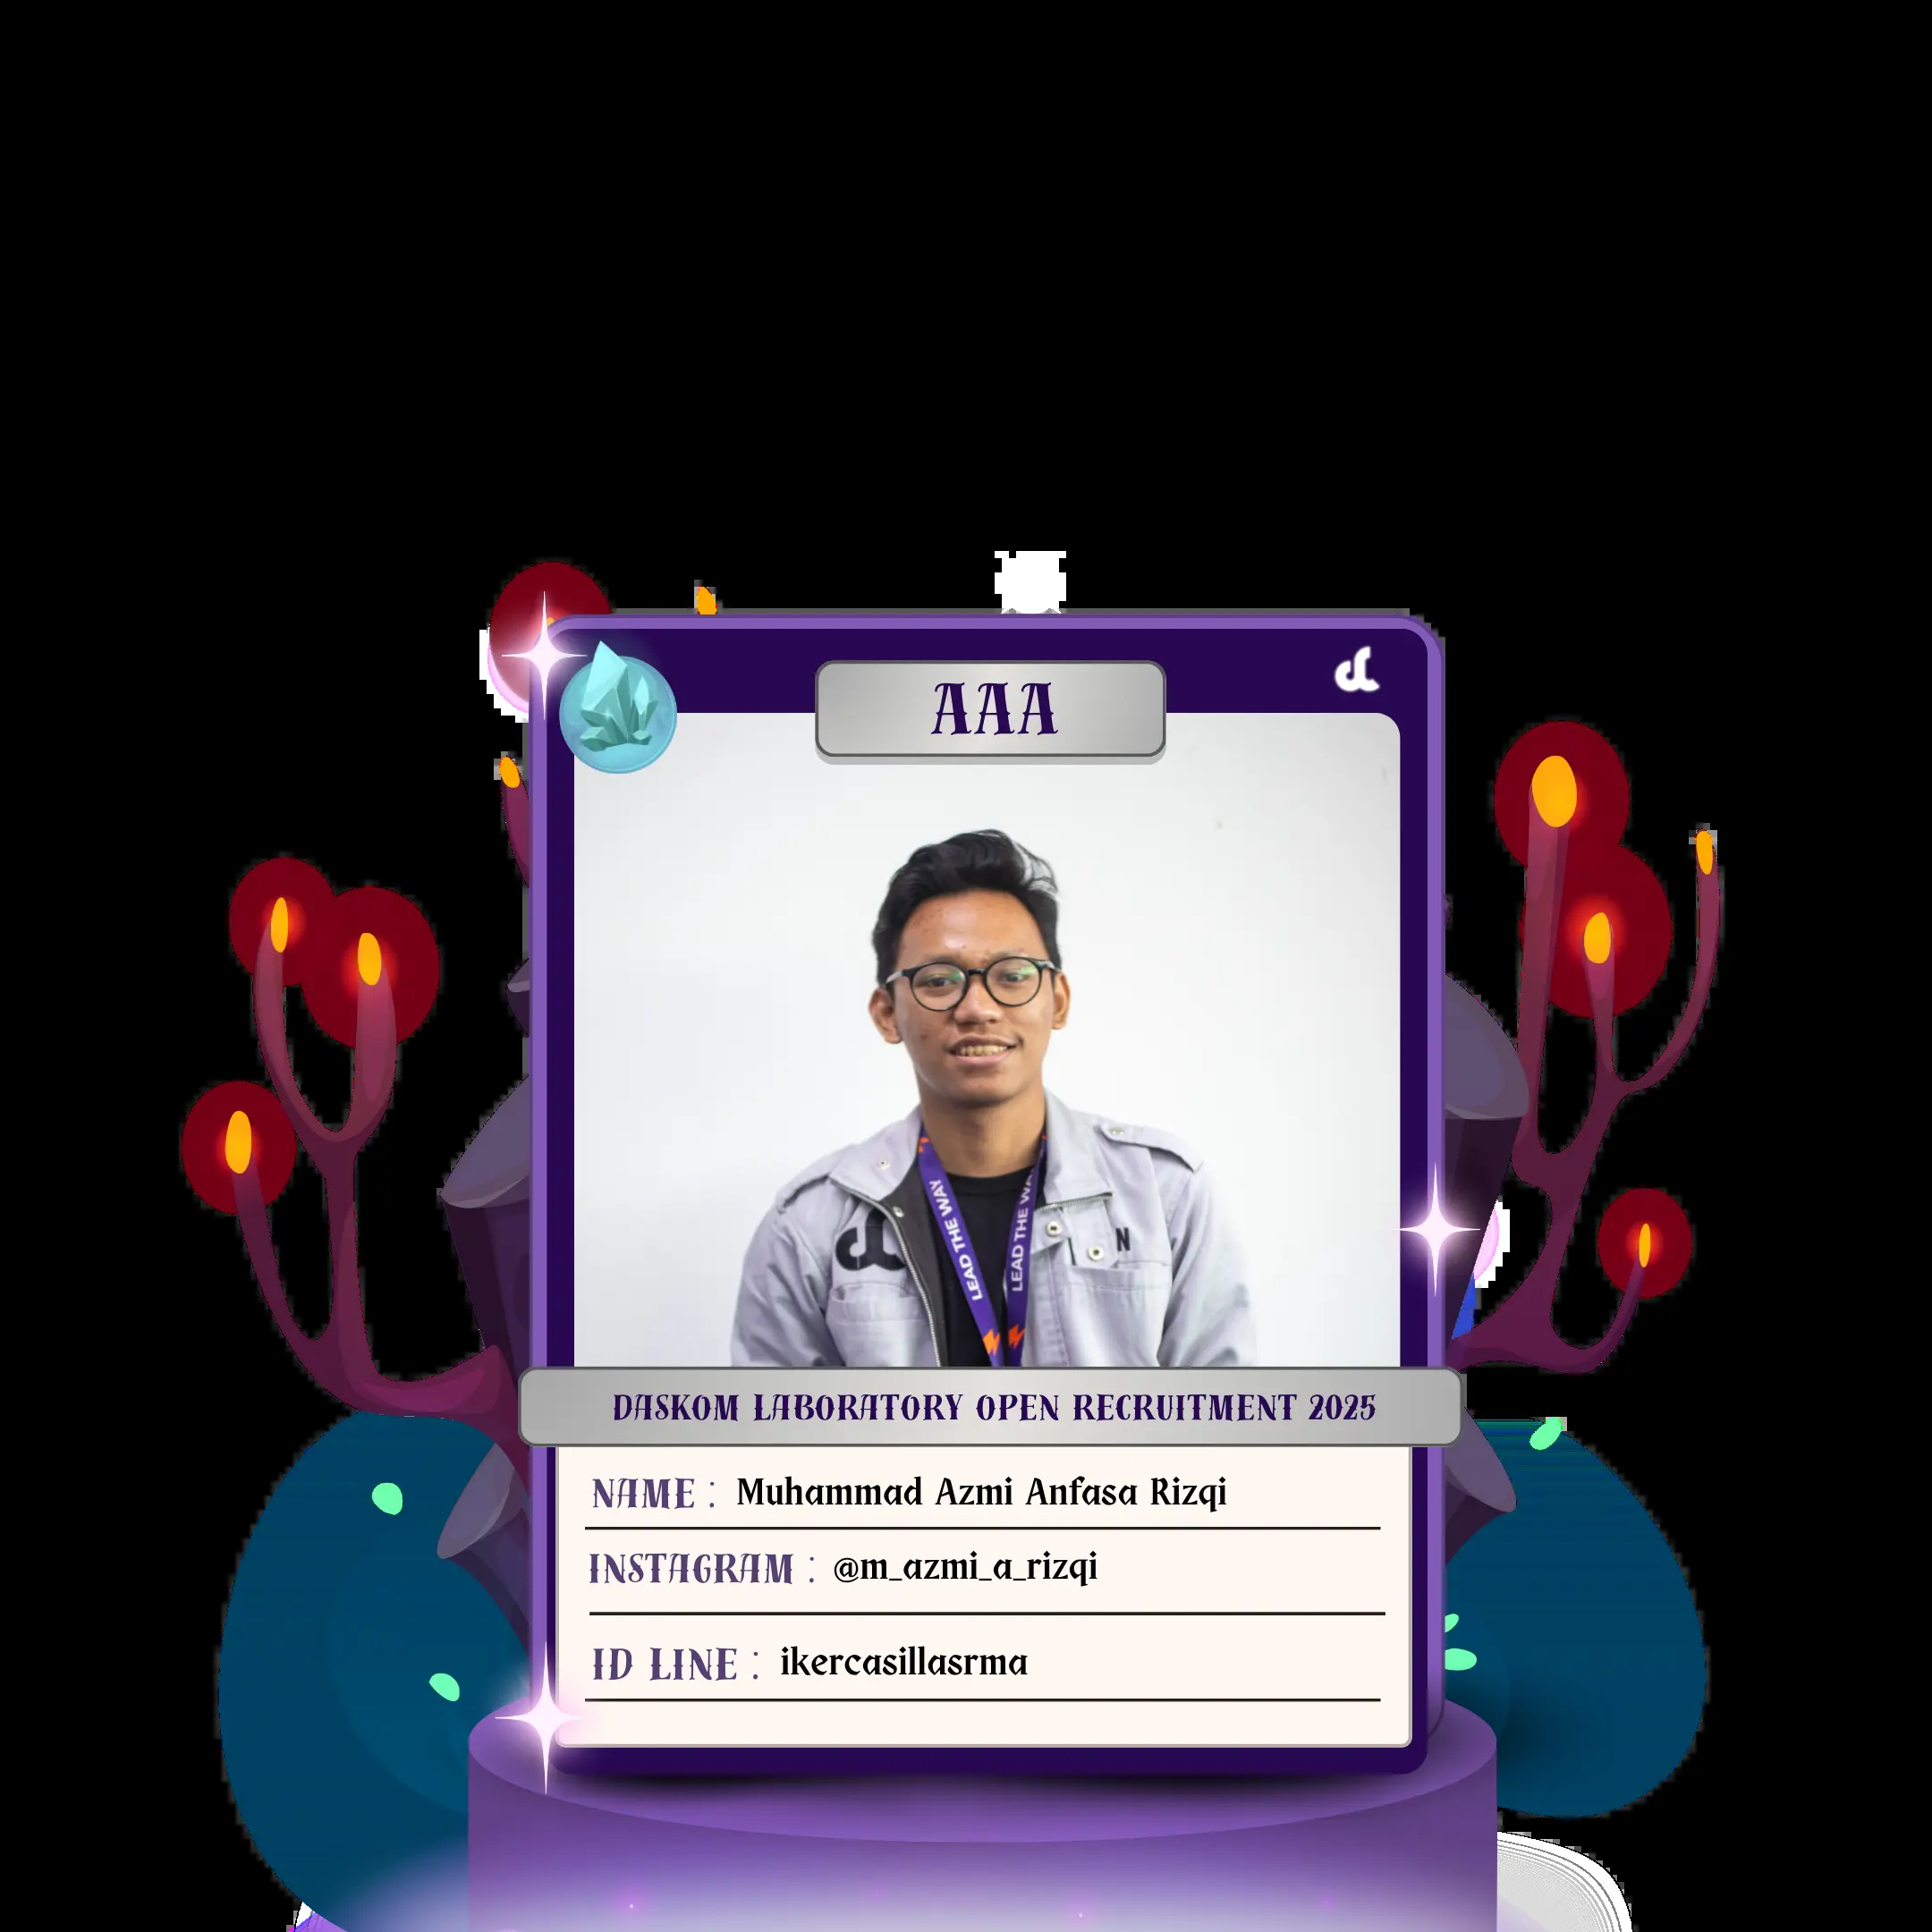 AAA
LEAD THE WAY
LEAD THE WA
N
DASKOM LABORATORY OPEN RECRUITMENT 2025
NAME : Muhammad Azmi Anfasa Rizqi
INSTAGRAM : @m_azmi_a_rizqi
ID LINE : ikercasillasrma